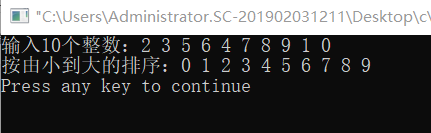 "C:\Users\Administrator.SC-201902031211\Desktop\c\
输入10个整数：2 3 5 6 4 7 8 9 1 0
按由小到大的排序：0 1 2 3 4 5 6 7 8 9
Press any key to continue